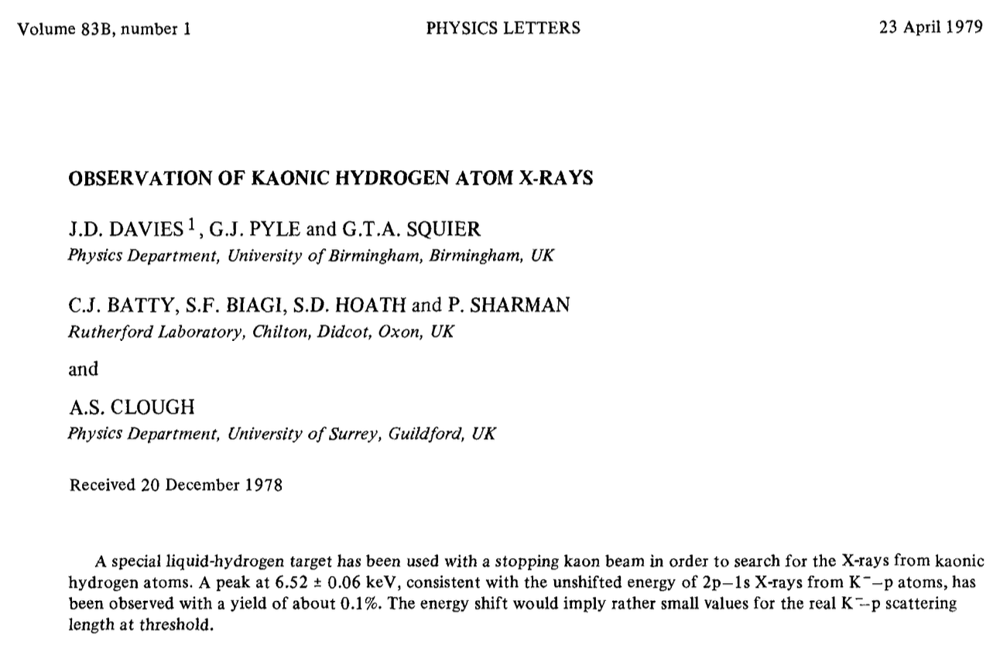 Volume 83B, number 1 PHYSICS LETTERS 23 April 1979
OBSERVATION OF KAONIC HYDROGEN ATOM X-RAYS
J.D. DAVIES 1, G.J. PYLE and G.T.A. SQUIER
Physics Department, University of Birmingham, Birmingham, UK
C.J. BATTY, S.F. BIAGI, S.D. HOATH and P. SHARMAN
Rutherford Laboratory, Chilton, Didcot, Oxon, UK
and
A.S. CLOUGH
Physics Department, University of Surrey, Guildford, UK
Received 20 December 1978
A special liquid-hydrogen target has been used with a stopping kaon beam in order to search for the X-rays from kaonic
hydrogen atoms. A peak at 6.52 ± 0.06 keV, consistent with the unshifted energy of 2p–1s X-rays from K⁻–p atoms, has
been observed with a yield of about 0.1%. The energy shift would imply rather small values for the real K⁻–p scattering
length at threshold.